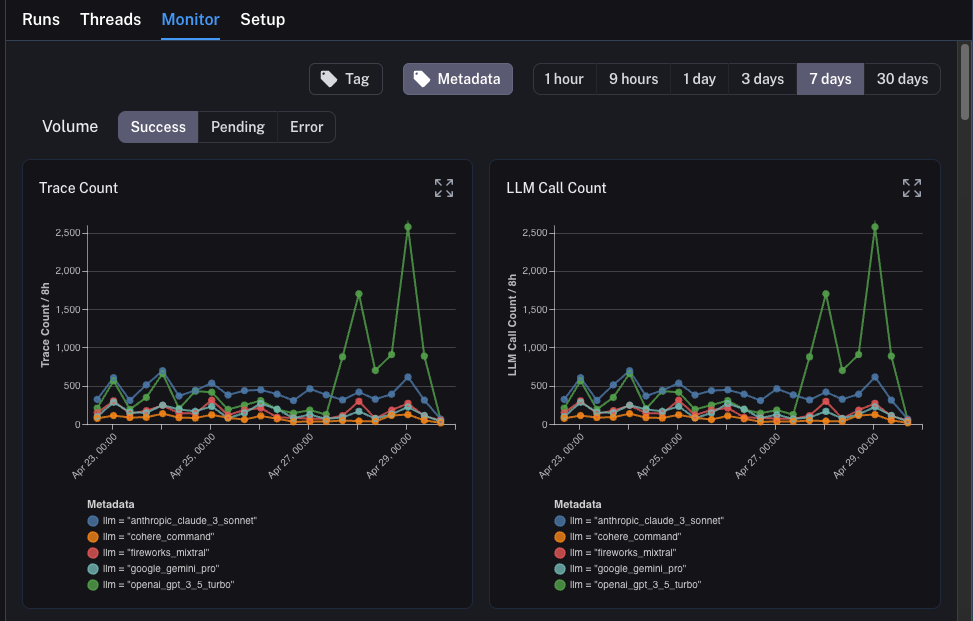 Runs Threads Monitor Setup
Tag Metadata 1 hour 9 hours 1 day 3 days 7 days 30 days
Volume Success Pending Error
Trace Count
Trace Count / 8h
2,500
2,000
1,500
1,000
500
0
Apr 23, 00:00
Apr 25, 00:00
Apr 27, 00:00
Apr 29, 00:00
Metadata
llm = "anthropic_claude_3_sonnet"
llm = "cohere_command"
llm = "fireworks_mixtral"
llm = "google_gemini_pro"
llm = "openai_gpt_3_5_turbo"
LLM Call Count
LLM Call Count / 8h
2,500
2,000
1,500
1,000
500
0
Apr 23, 00:00
Apr 25, 00:00
Apr 27, 00:00
Apr 29, 00:00
Metadata
llm = "anthropic_claude_3_sonnet"
llm = "cohere_command"
llm = "fireworks_mixtral"
llm = "google_gemini_pro"
llm = "openai_gpt_3_5_turbo"